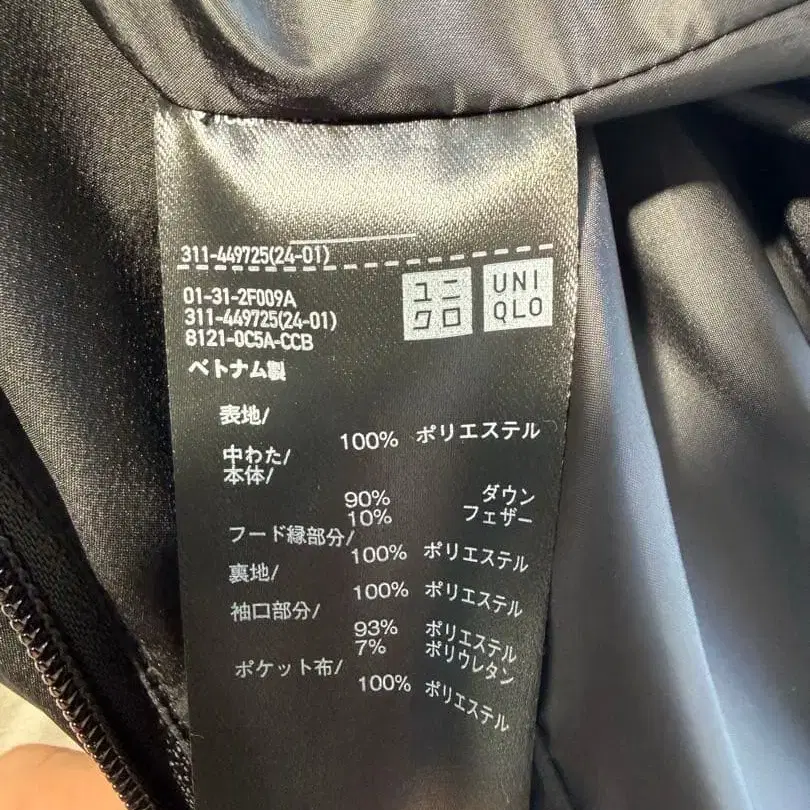 311-449725(24-01)
01-31-2F009A
311-449725(24-01)
8121-0C5A-CCB
ユニ
クロ
UNI
QLO
ベトナム製
表地/
100% ポリエステル
中わた/
本体/
90% ダウン
10% フェザー
フード縁部分/
100% ポリエステル
裏地/
100% ポリエステル
袖口部分/
93% ポリエステル
7% ポリウレタン
ポケット布/
100% ポリエステル